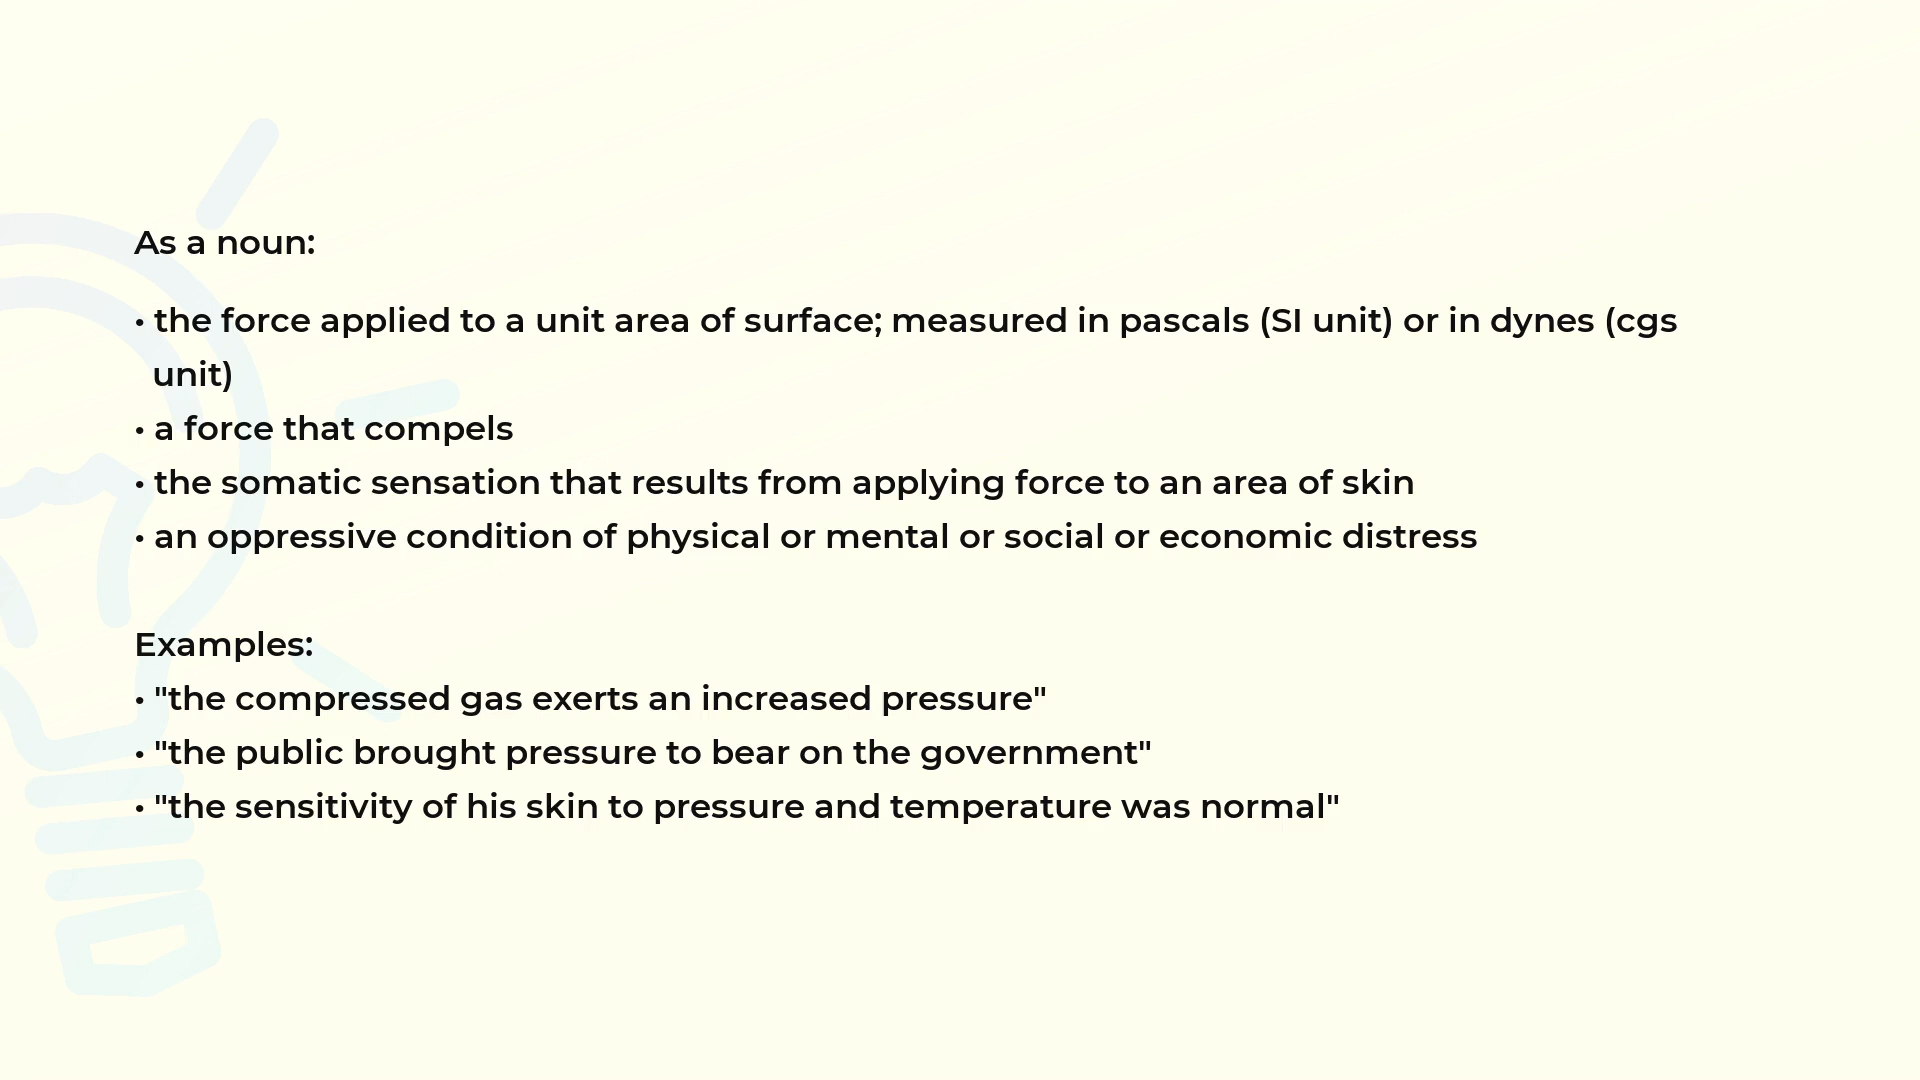 As a noun:
• the force applied to a unit area of surface; measured in pascals (SI unit) or in dynes (cgs
unit)
• a force that compels
• the somatic sensation that results from applying force to an area of skin
• an oppressive condition of physical or mental or social or economic distress
Examples:
• "the compressed gas exerts an increased pressure"
• "the public brought pressure to bear on the government"
• "the sensitivity of his skin to pressure and temperature was normal"